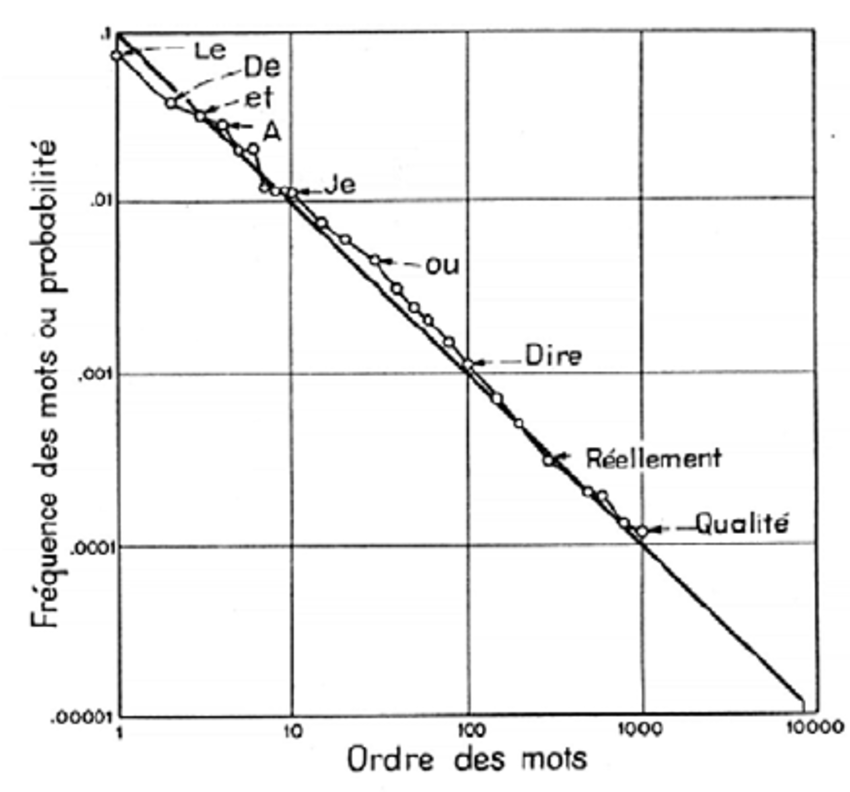 .1
Le
De
et
A
Je
.01
ou
Dire
.001
Réellement
Qualité
.0001
.00001
1
10
100
1000
10000
Ordre des mots
Fréquence des mots ou probabilité